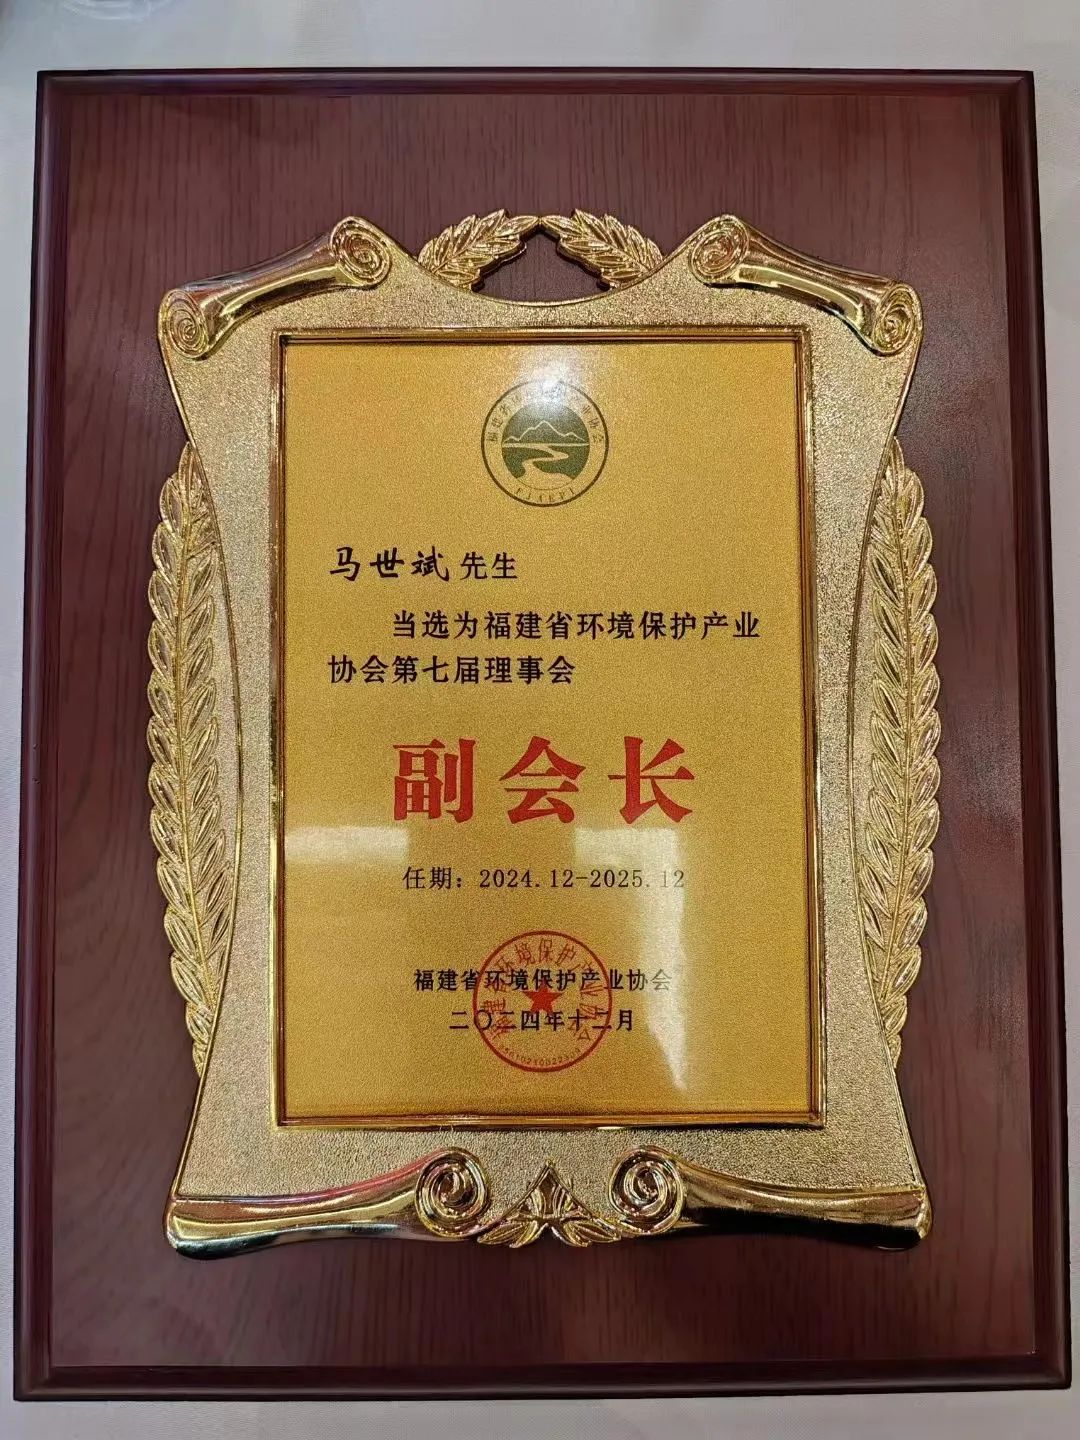 马世斌 先生
当选为福建省环境保护产业
协会第七届理事会
副会长
任期：2024.12-2025.12
福建省环境保护产业协会
二〇二四年十二月